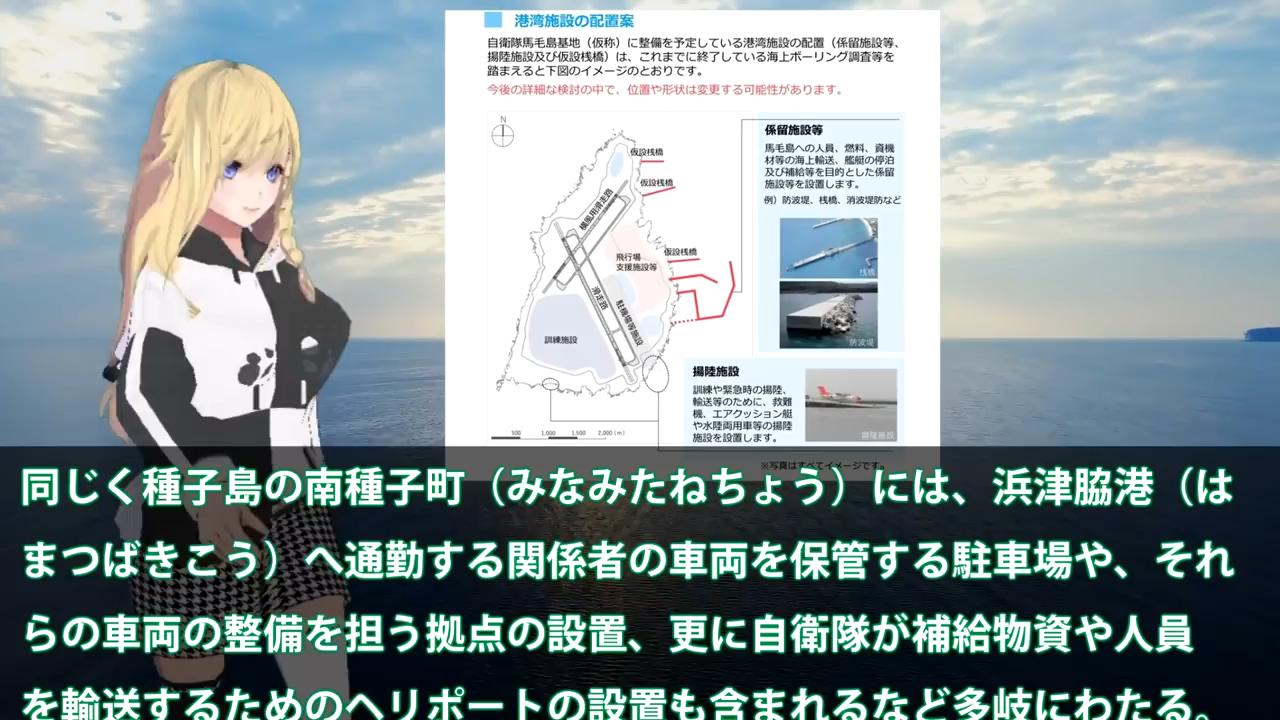 港湾施設の配置案
自衛隊馬毛島基地（仮称）に整備を予定している港湾施設の配置（係留施設等、
揚陸施設及び仮設桟橋）は、これまでに終了している海上ボーリング調査等を
踏まえると下図のイメージのとおりです。
今後の詳細な検討の中で、位置や形状は変更する可能性があります。
N
仮設桟橋
仮設桟橋
横風用滑走路
仮設桟橋
飛行場
支援施設等
滑走路
駐機場等施設
訓練施設
500 1,000 1,500 2,000 (m)
係留施設等
馬毛島への人員、燃料、資機
材等の海上輸送、艦艇の停泊
及び補給等を目的とした係留
施設等を設置します。
例）防波堤、桟橋、消波堤防など
桟橋
防波堤
揚陸施設
訓練や緊急時の揚陸、
輸送等のために、救難
機、エアクッション艇
や水陸両用車等の揚陸
施設を設置します。
揚陸施設
※写真はすべてイメージです。
同じく種子島の南種子町（みなみたねちょう）には、浜津脇港（は
まつばきこう）へ通勤する関係者の車両を保管する駐車場や、それ
らの車両の整備を担う拠点の設置、更に自衛隊が補給物資や人員
を輸送するためのヘリポートの設置も含まれるなど多岐にわたる。